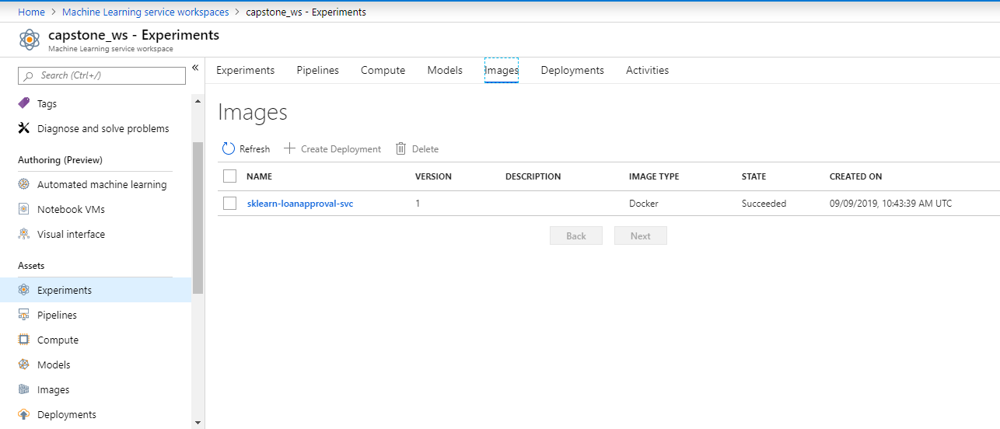 Home > Machine Learning service workspaces > capstone_ws - Experiments
capstone_ws - Experiments
Machine Learning service workspace
Search (Ctrl+/)
«
Tags
Diagnose and solve problems
Authoring (Preview)
Automated machine learning
Notebook VMs
Visual interface
Assets
Experiments
Pipelines
Compute
Models
Images
Deployments
Experiments Pipelines Compute Models Images Deployments Activities
Images
Refresh Create Deployment Delete
NAME VERSION DESCRIPTION IMAGE TYPE STATE CREATED ON
sklearn-loanapproval-svc 1 Docker Succeeded 09/09/2019, 10:43:39 AM UTC
Back Next